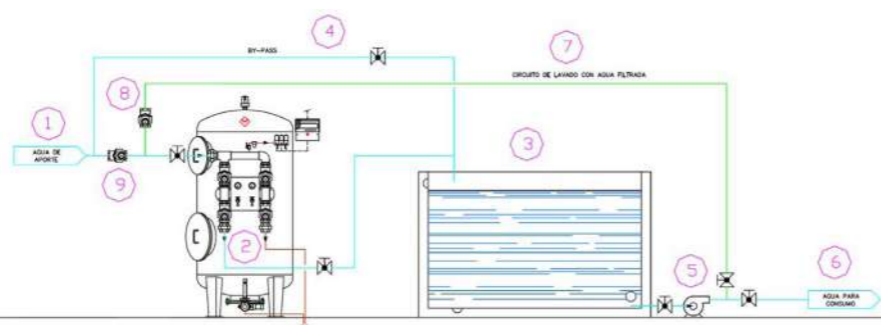 4
7
BY-PASS
CIRCUITO DE LAVADO CON AGUA FILTRADA
8
1
3
AGUA DE
APORTE
9
2
5
6
AGUA PARA
CONSUMO